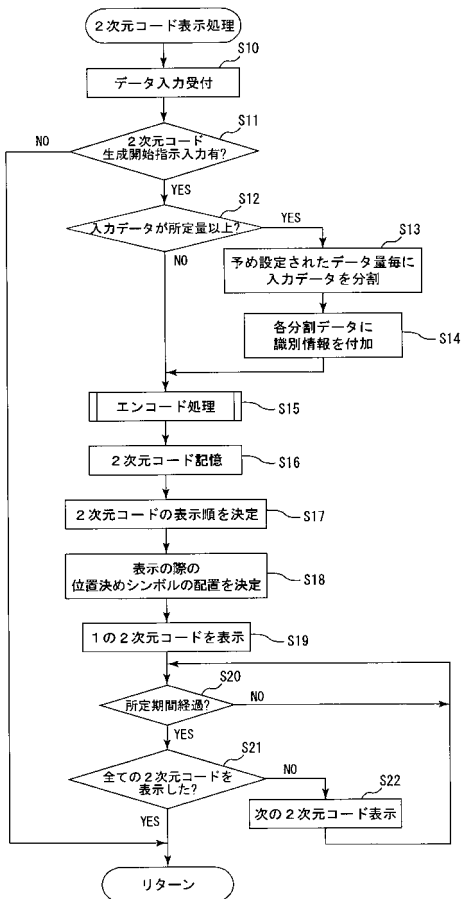 2次元コード表示処理
S10
データ入力受付
S11
NO
2次元コード
生成開始指示入力有?
YES
S12
入力データが所定量以上?
YES
S13
NO
予め設定されたデータ量毎に
入力データを分割
各分割データに
識別情報を付加
S14
エンコード処理
S15
2次元コード記憶
S16
2次元コードの表示順を決定
S17
表示の際の
位置決めシンボルの配置を決定
S18
1の2次元コードを表示
S19
S20
所定期間経過?
NO
YES
S21
全ての2次元コードを
表示した?
NO
S22
YES
次の2次元コード表示
リターン